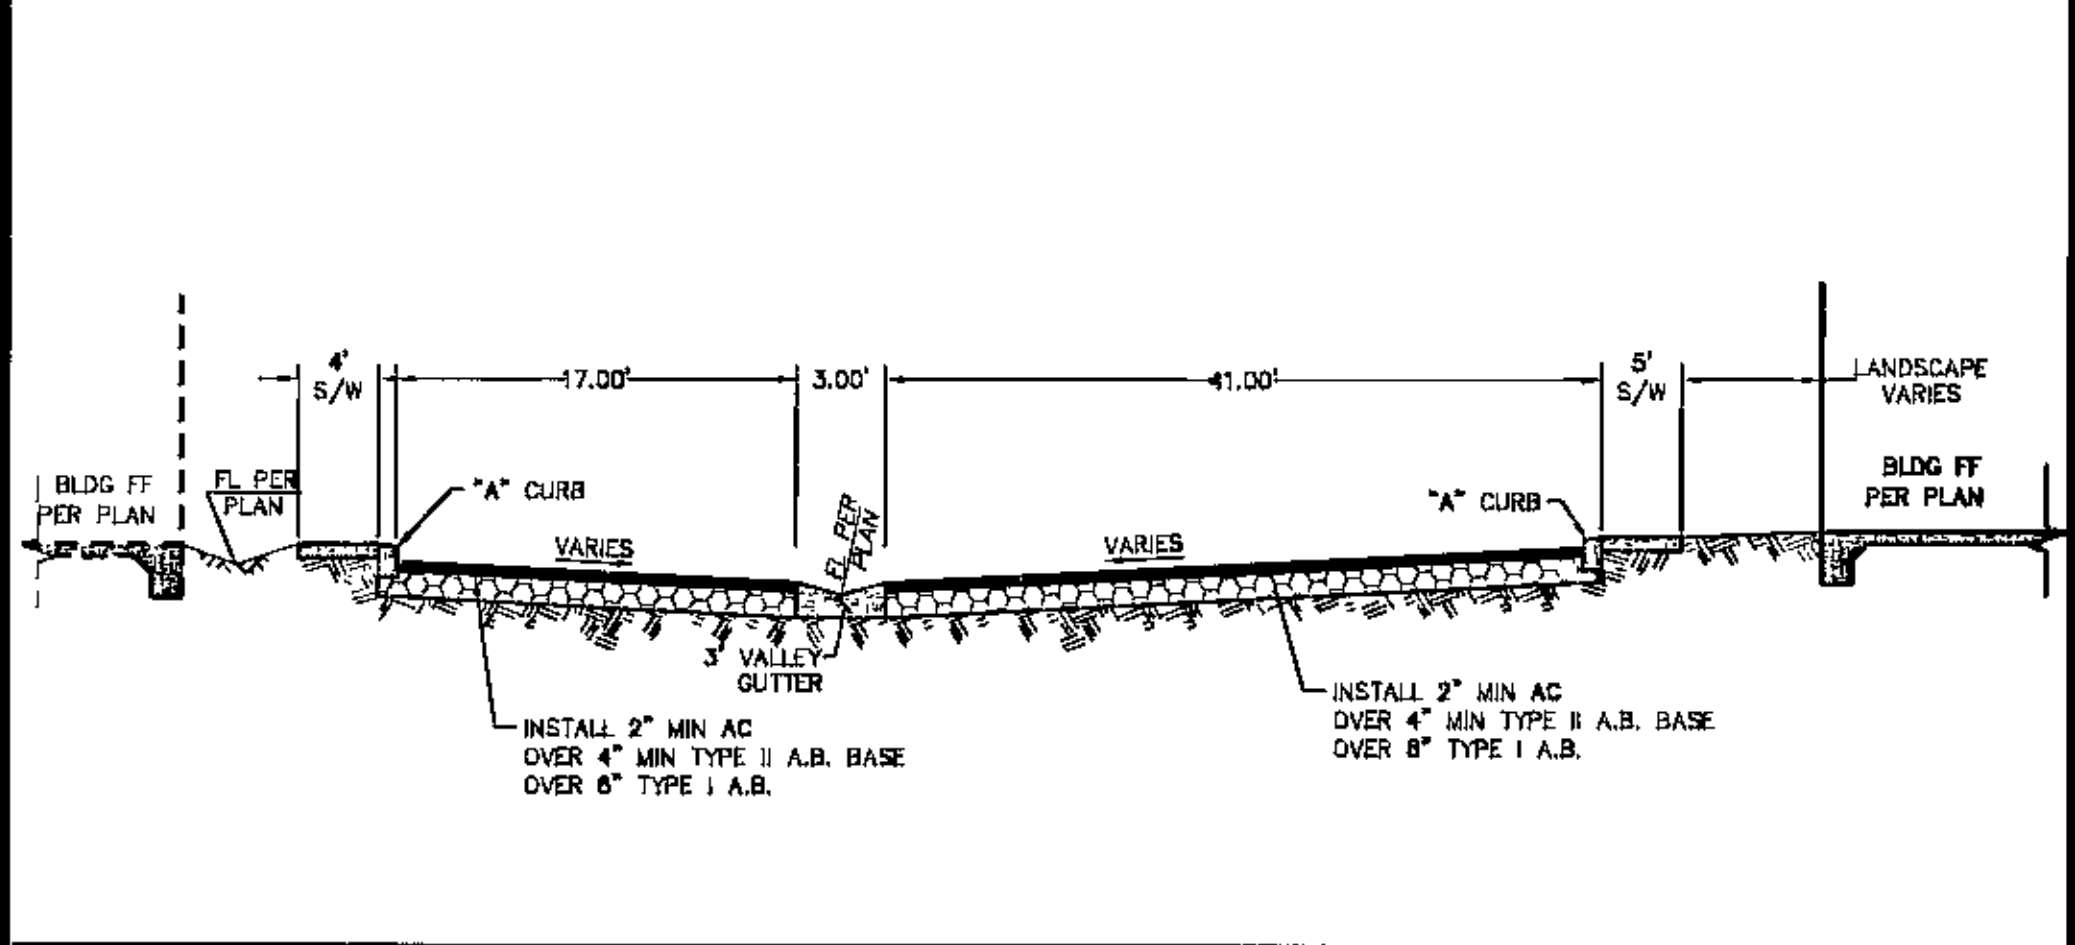 4'
S/W
17.00'
3.00'
41.00'
5'
S/W
LANDSCAPE
VARIES
BLDG FF
PER PLAN
FL PER
PLAN
"A" CURB
VARIES
FL PER
PLAN
VARIES
"A" CURB
BLDG FF
PER PLAN
3' VALLEY
GUTTER
INSTALL 2" MIN AC
OVER 4" MIN TYPE II A.B. BASE
OVER 6" TYPE I A.B.
INSTALL 2" MIN AC
OVER 4" MIN TYPE II A.B. BASE
OVER TYPE I A.B.